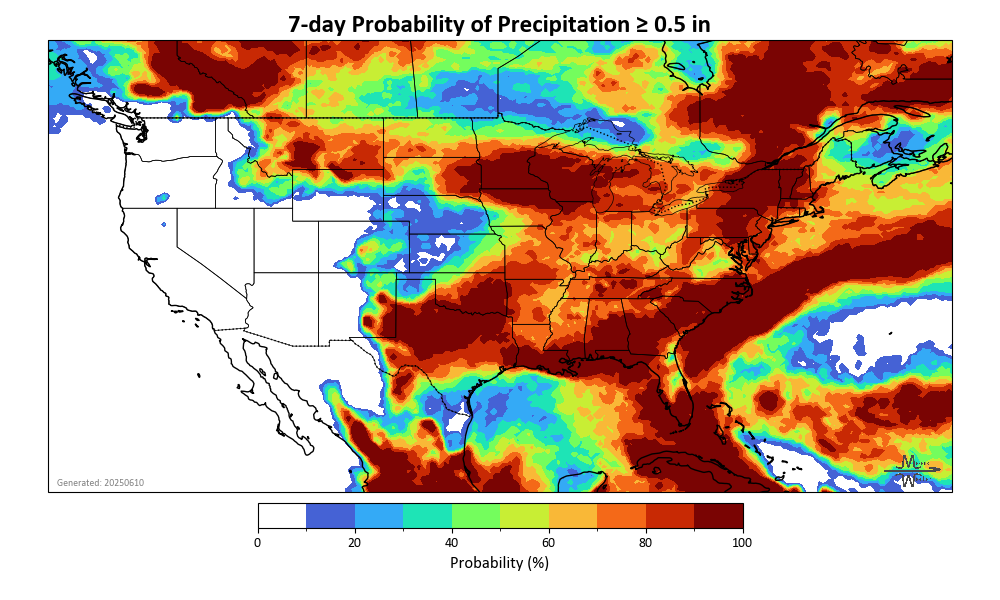 7-day Probability of Precipitation ≥ 0.5 in
Generated: 20250610
0 20 40 60 80 100
Probability (%)